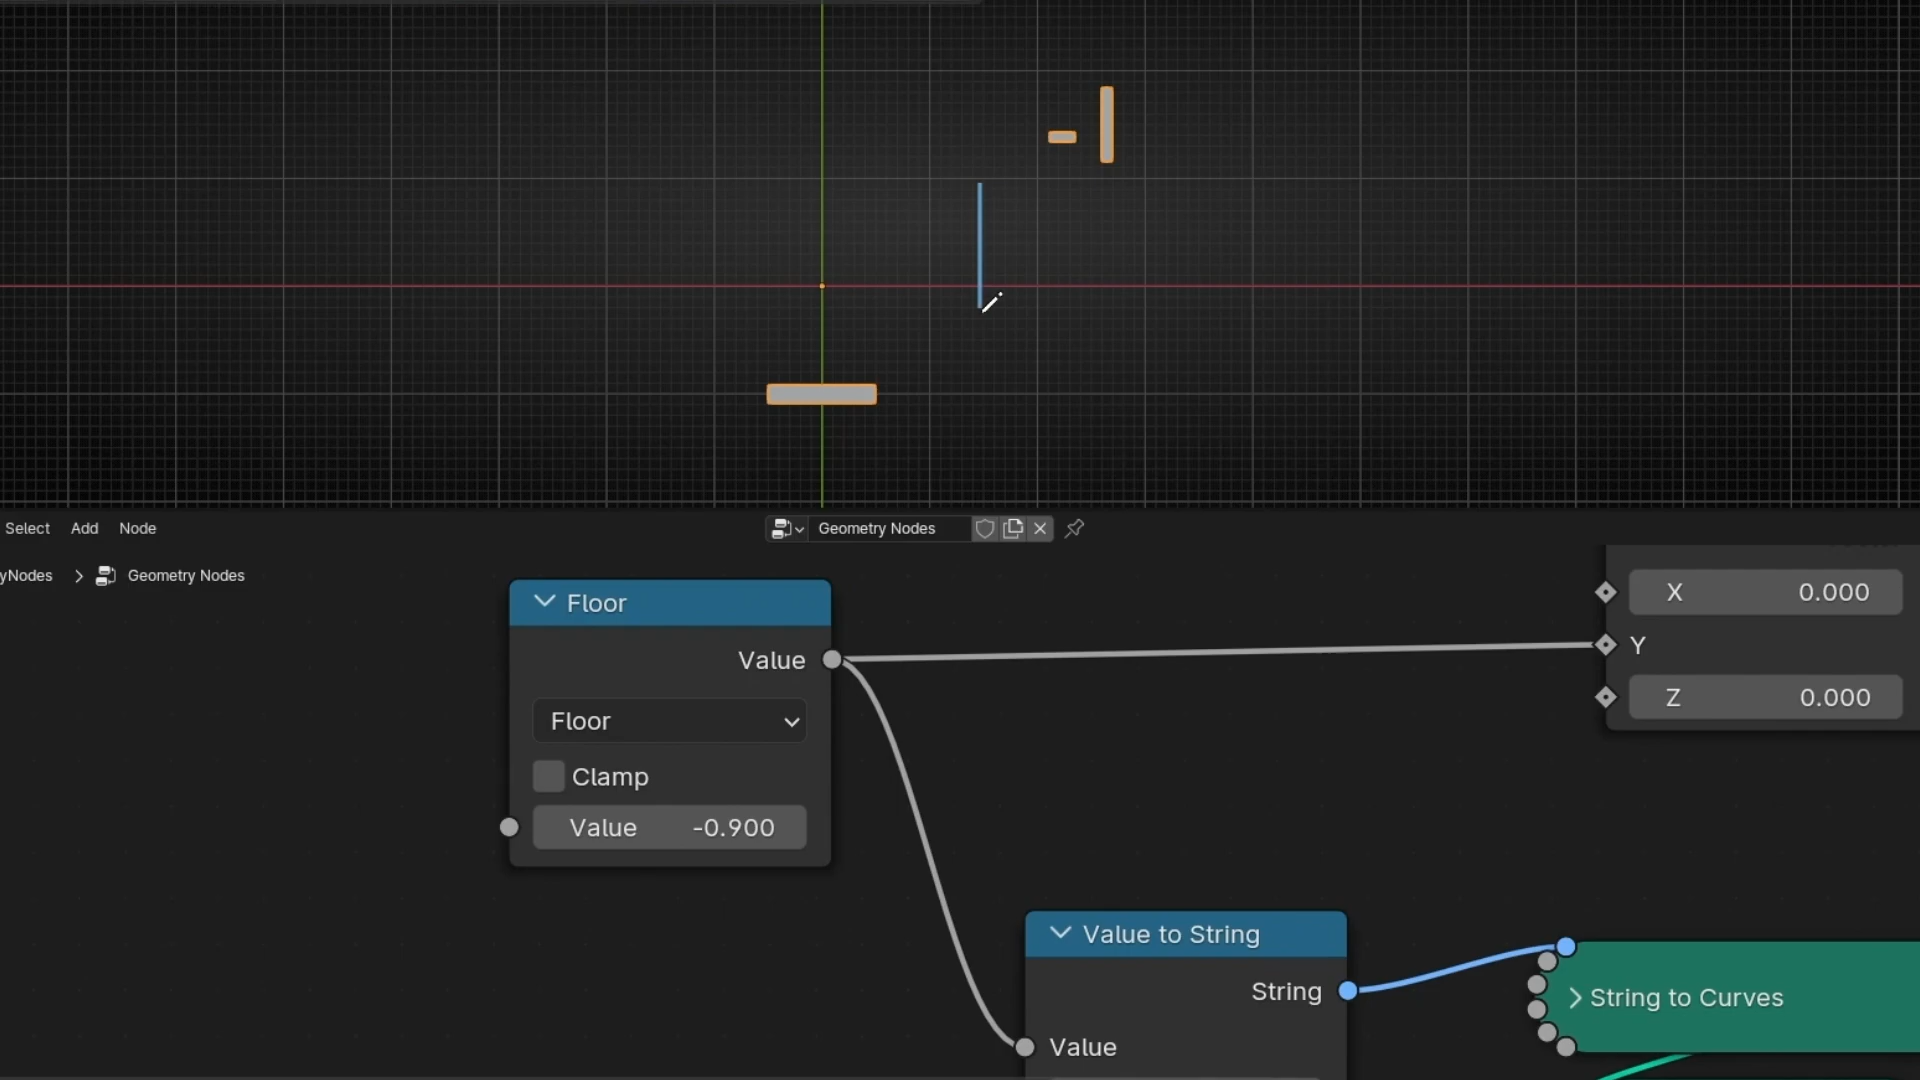 -1
Select Add Node
Geometry Nodes
yNodes > Geometry Nodes
Floor
Value
Floor
Clamp
Value -0.900
X 0.000
Y
Z 0.000
Value to String
String
Value
String to Curves